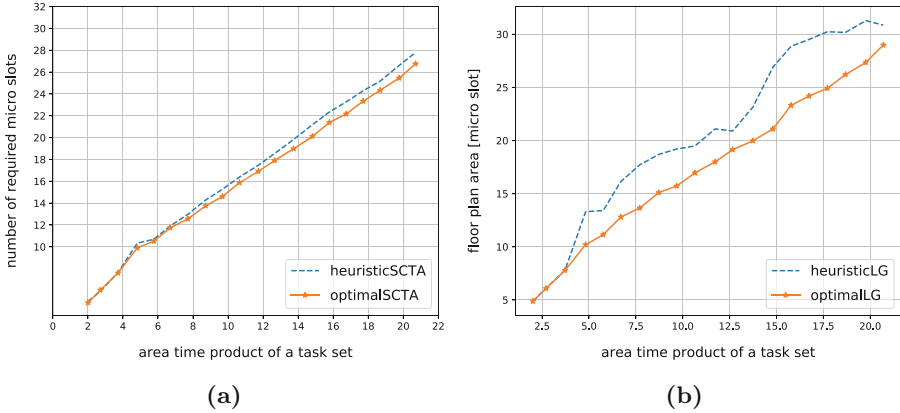 32
30
28
26
24
22
20
18
16
14
12
10
number of required micro slots
heuristicSCTA
optimalSCTA
0 2 4 6 8 10 12 14 16 18 20 22
area time product of a task set
(a)
30
25
20
15
10
5
floor plan area [micro slot]
heuristicLG
optimalLG
2.5 5.0 7.5 10.0 12.5 15.0 17.5 20.0
area time product of a task set
(b)